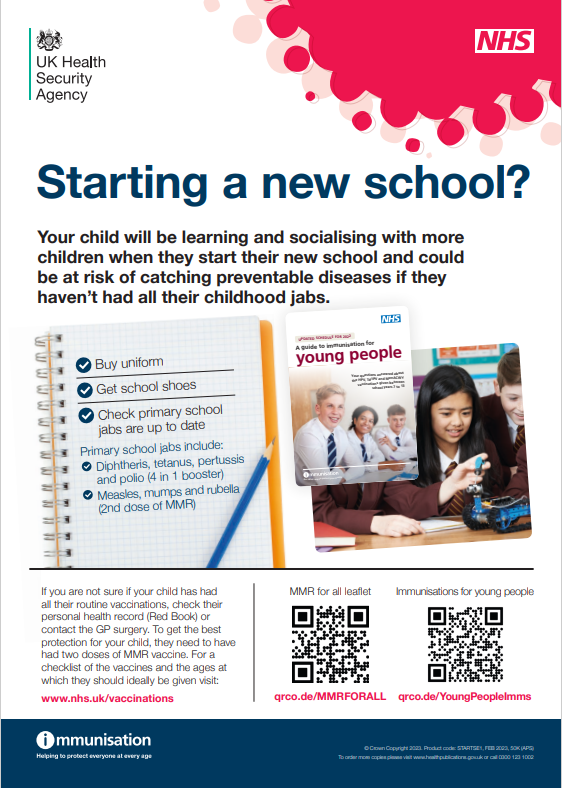 UK Health
Security
Agency
NHS
Starting a new school?
Your child will be learning and socialising with more
children when they start their new school and could
be at risk of catching preventable diseases if they
haven't had all their childhood jabs.
Buy uniform
Get school shoes
Check primary school
jabs are up to date
Primary school jabs include:
Diphtheris, tetanus, pertussis
and polio (4 in 1 booster)
Measles, mumps and rubella
(2nd dose of MMR)
NHS
A guide to immunisation for
young people
immunisation
If you are not sure if your child has had
all their routine vaccinations, check their
personal health record (Red Book) or
contact the GP surgery. To get the best
protection for your child, they need to have
had two doses of MMR vaccine. For a
checklist of the vaccines and the ages at
which they should ideally be given visit:
www.nhs.uk/vaccinations
MMR for all leaflet
qrco.de/MMRFORALL
Immunisations for young people
qrco.de/YoungPeopleImms
immunisation
Helping to protect everyone at every age
© Crown Copyright 2023. Product code: STARTSE1, FEB 2023, 50K (APS)
To order more copies please visit www.healthpublications.gov.uk or call 0300 123 1002